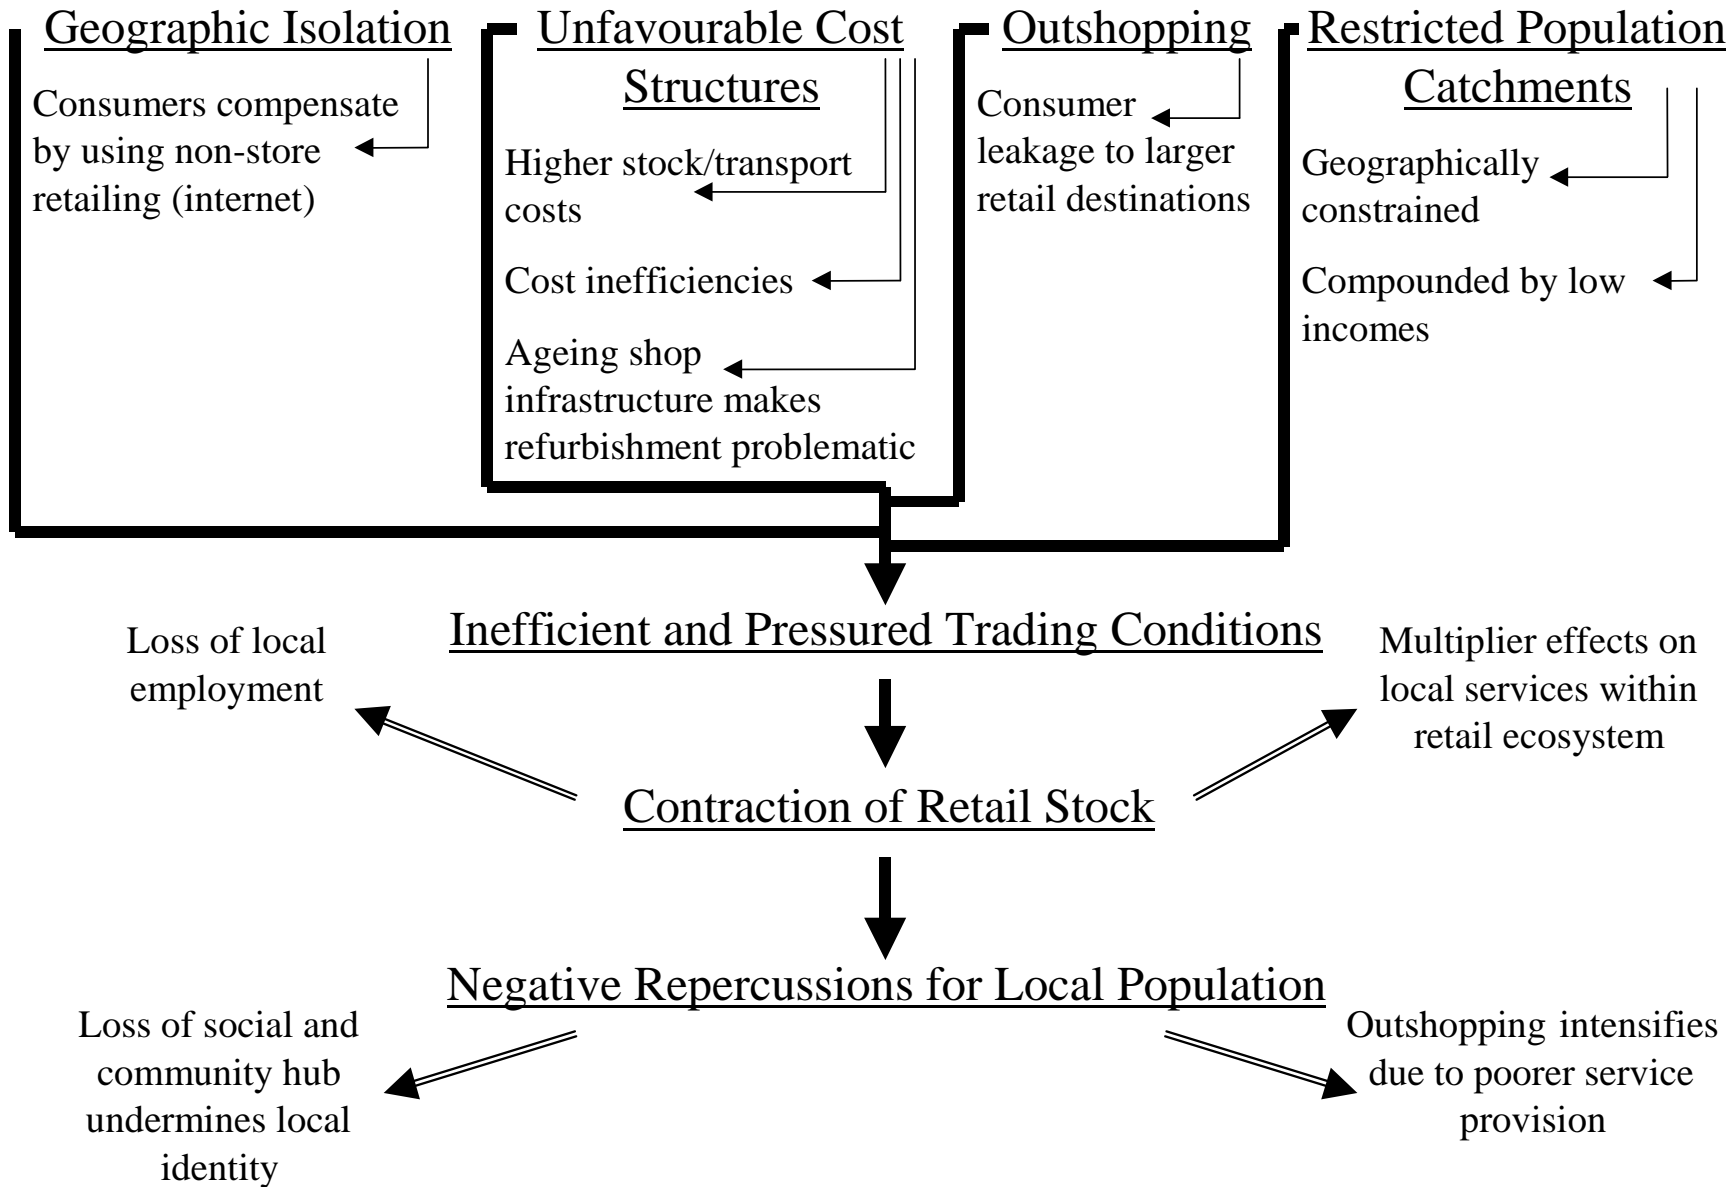 Geographic Isolation
Consumers compensate
by using non-store
retailing (internet)
Unfavourable Cost
Structures
Higher stock/transport
costs
Cost inefficiencies
Ageing shop
infrastructure makes
refurbishment problematic
Outshopping
Consumer
leakage to larger
retail destinations
Restricted Population
Catchments
Geographically
constrained
Compounded by low
incomes
Inefficient and Pressured Trading Conditions
Loss of local
employment
Multiplier effects on
local services within
retail ecosystem
Contraction of Retail Stock
Negative Repercussions for Local Population
Loss of social and
community hub
undermines local
identity
Outshopping intensifies
due to poorer service
provision